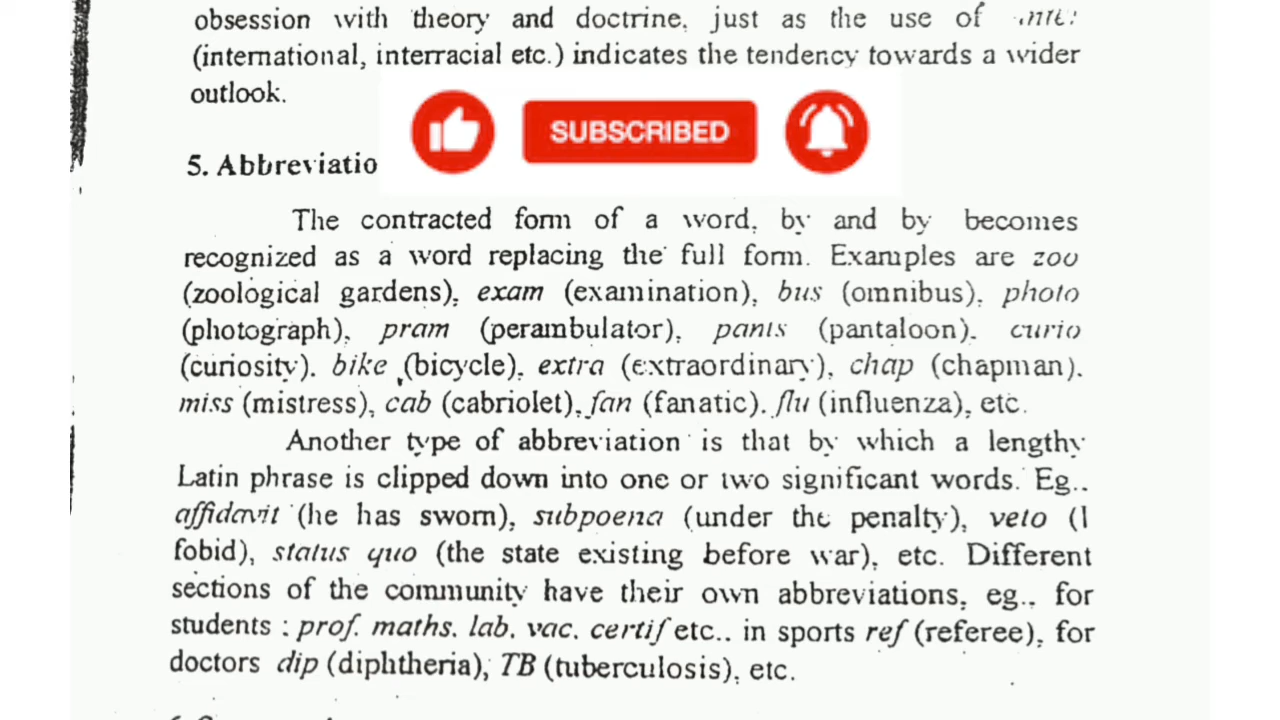 obsession with theory and doctrine, just as the use of
(international, interracial etc.) indicates the tendency towards a wider
outlook.
SUBSCRIBED
5. Abbreviatio
The contracted form of a word, by and by becomes
recognized as a word replacing the full form. Examples are zoo
(zoological gardens), exam (examination), bus (omnibus), photo
(photograph), pram (perambulator), pants (pantaloon). curio
(curiosity). bike (bicycle), extra (extraordinary), chap (chapman).
miss (mistress), cab (cabriolet), fan (fanatic). flu (influenza), etc.
Another type of abbreviation is that by which a lengthy
Latin phrase is clipped down into one or two significant words. Eg..
affidavit (he has sworn), subpoena (under the penalty), veto (I
fobid), status quo (the state existing before war), etc. Different
sections of the community have their own abbreviations, eg., for
students : prof. maths. lab. vac. certif etc.. in sports ref (referee), for
doctors dip (diphtheria), TB (tuberculosis), etc.